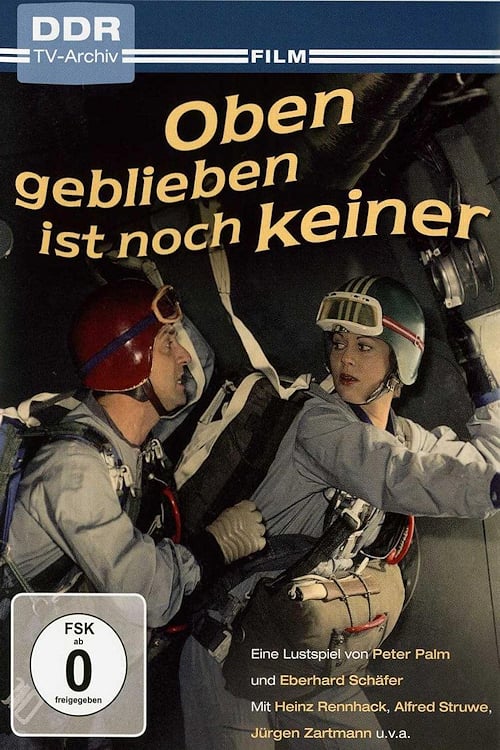 DDR
TV-Archiv
FILM
Oben
geblieben
ist noch keiner
FSK
ab
0
freigegeben
Eine Lustspiel von Peter Palm
und Eberhard Schäfer
Mit Heinz Rennhack, Alfred Struwe,
Jürgen Zartmann u.v.a.